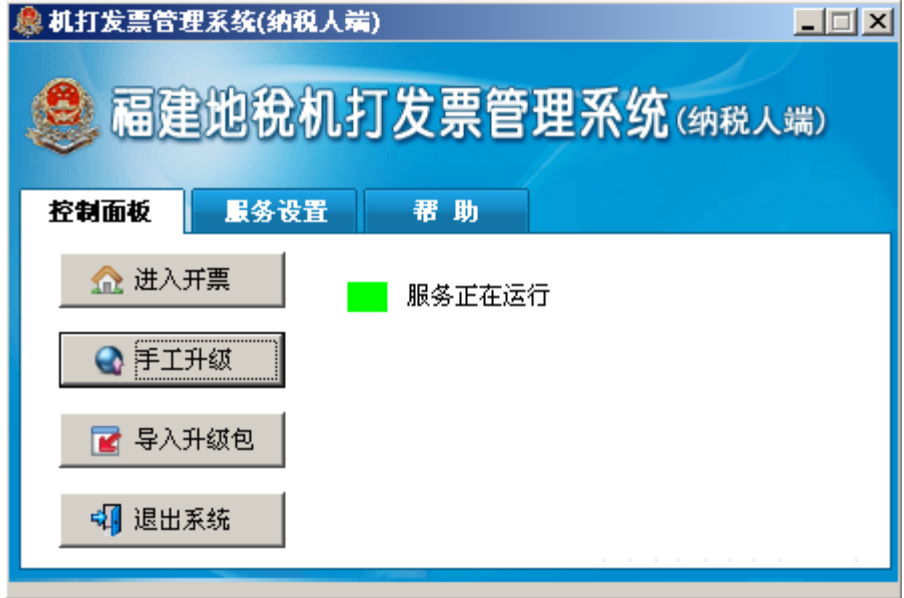 机打发票管理系统(纳税人端)
福建地税机打发票管理系统(纳税人端)
控制面板 服务设置 帮 助
进入开票
服务正在运行
手工升级
导入升级包
退出系统